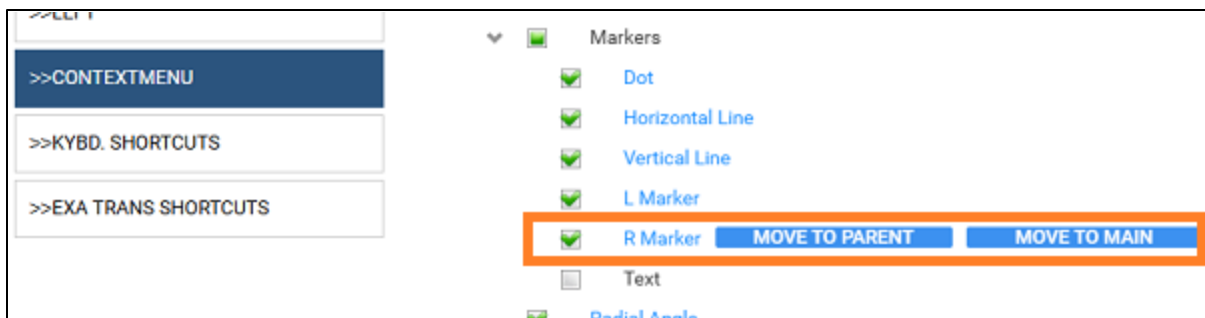 >>LEFT
>>CONTEXTMENU
>>KYBD. SHORTCUTS
>>EXA TRANS SHORTCUTS
Markers
Dot
Horizontal Line
Vertical Line
L Marker
R Marker MOVE TO PARENT MOVE TO MAIN
Text
Radial Angle